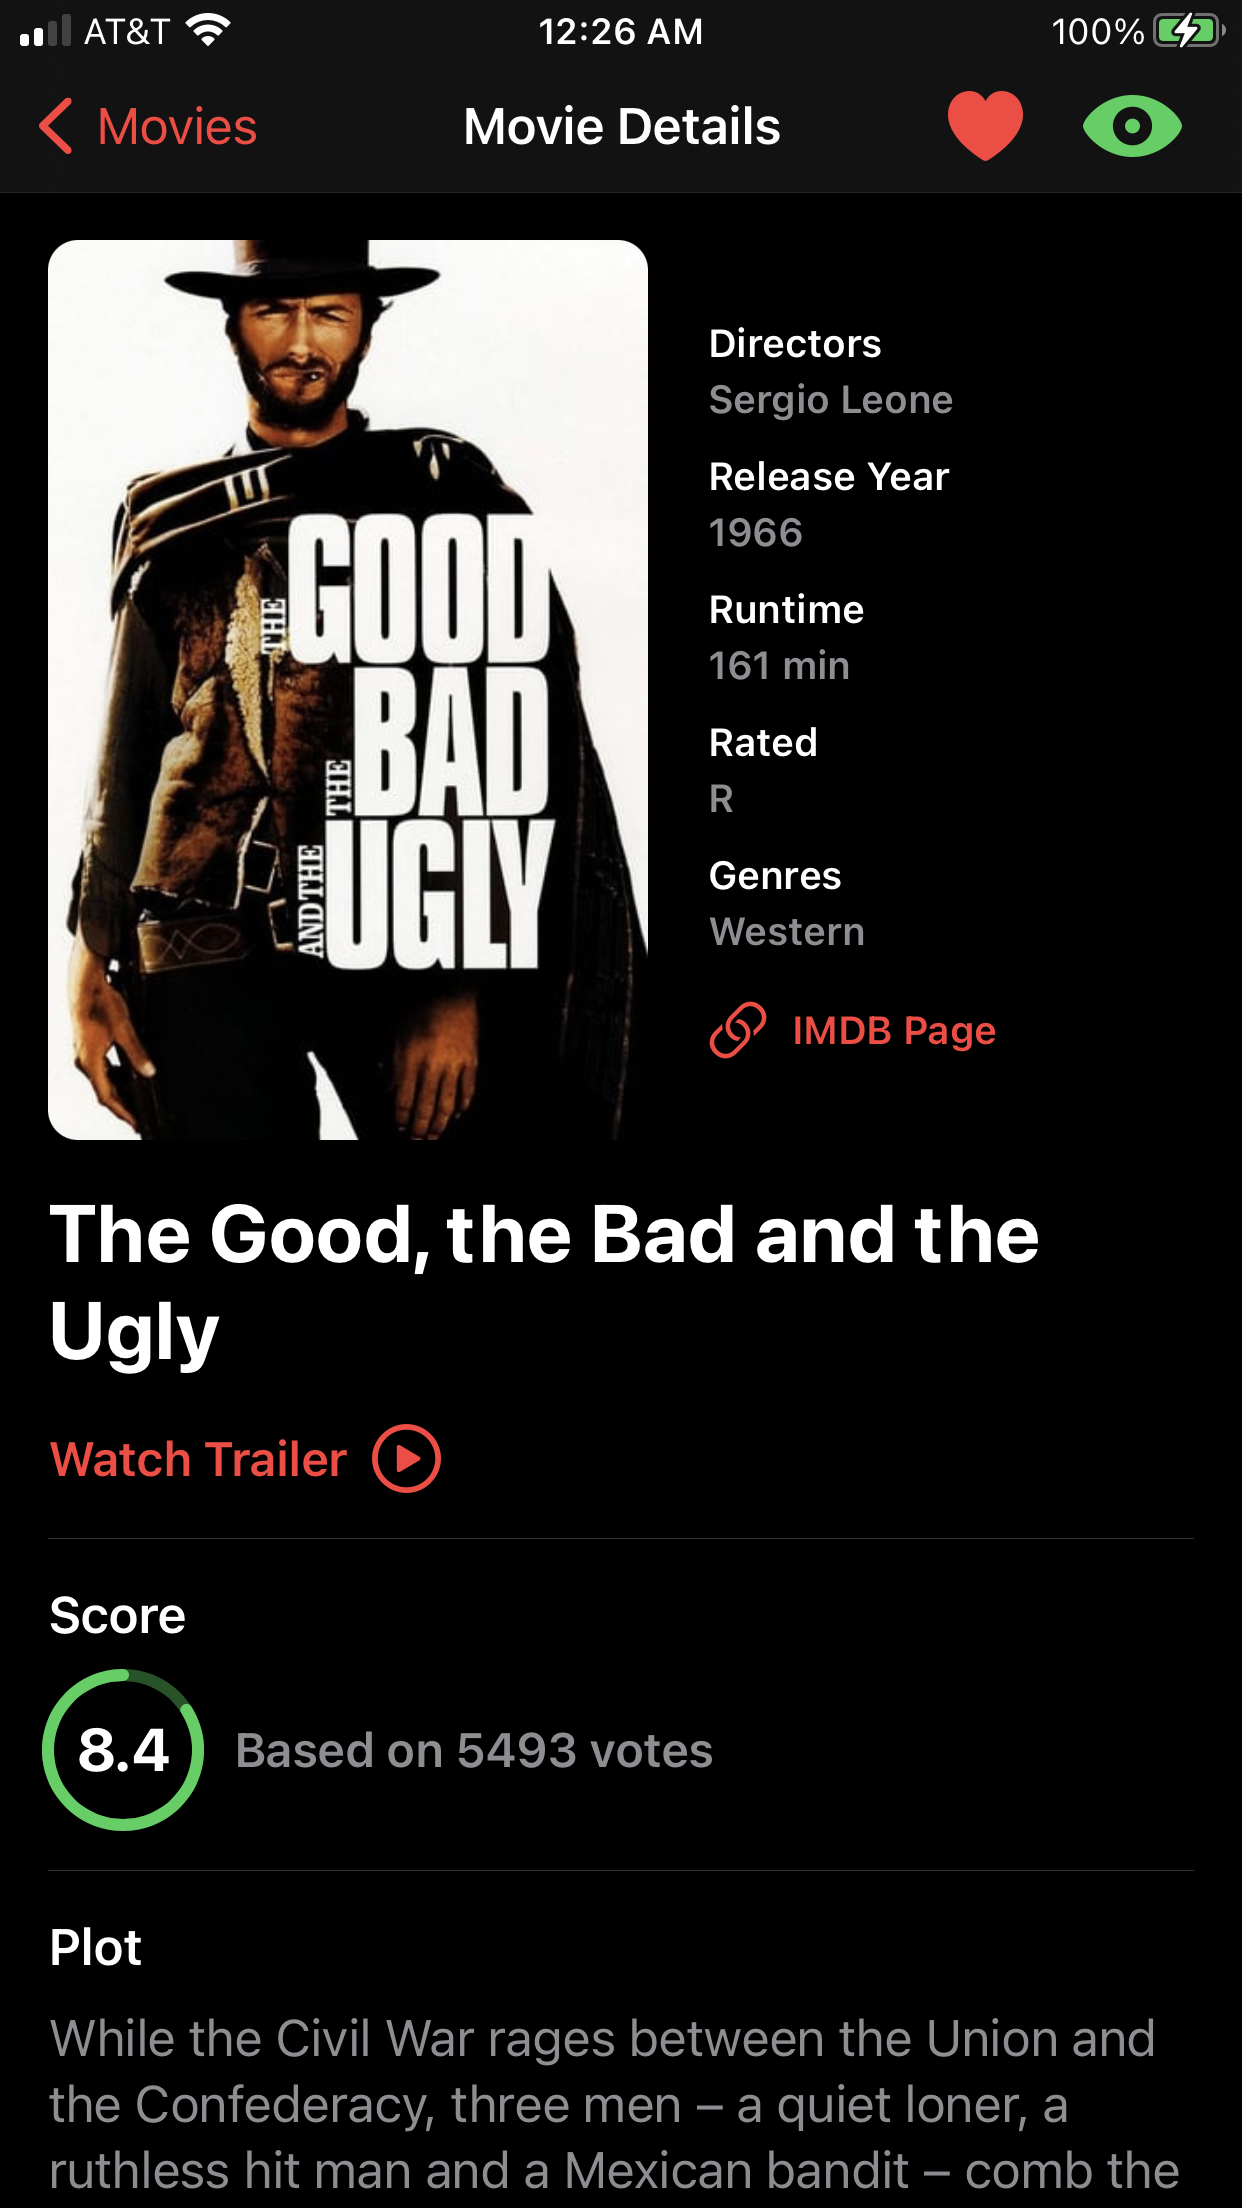 AT&T
12:26 AM
100%
Movies
Movie Details
THE
GOOD
THE
BAD
AND THE
UGLY
Directors
Sergio Leone
Release Year
1966
Runtime
161 min
Rated
R
Genres
Western
IMDB Page
The Good, the Bad and the
Ugly
Watch Trailer
Score
8.4
Based on 5493 votes
Plot
While the Civil War rages between the Union and
the Confederacy, three men – a quiet loner, a
ruthless hit man and a Mexican bandit – comb the